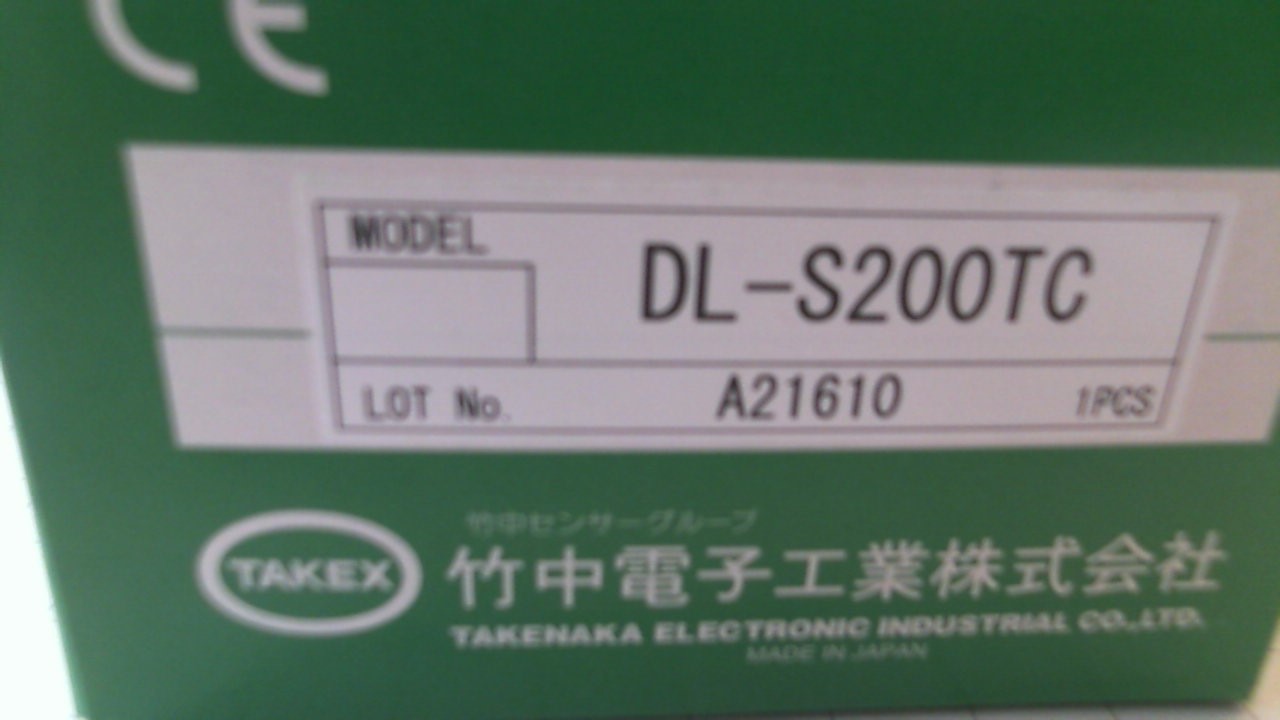 CE
MODEL
DL-S200TC
LOT No.
A21610
1PCS
竹中センサーグループ
TAKEX
竹中電子工業株式会社
TAKENAKA ELECTRONIC INDUSTRIAL CO.,LTD.
MADE IN JAPAN